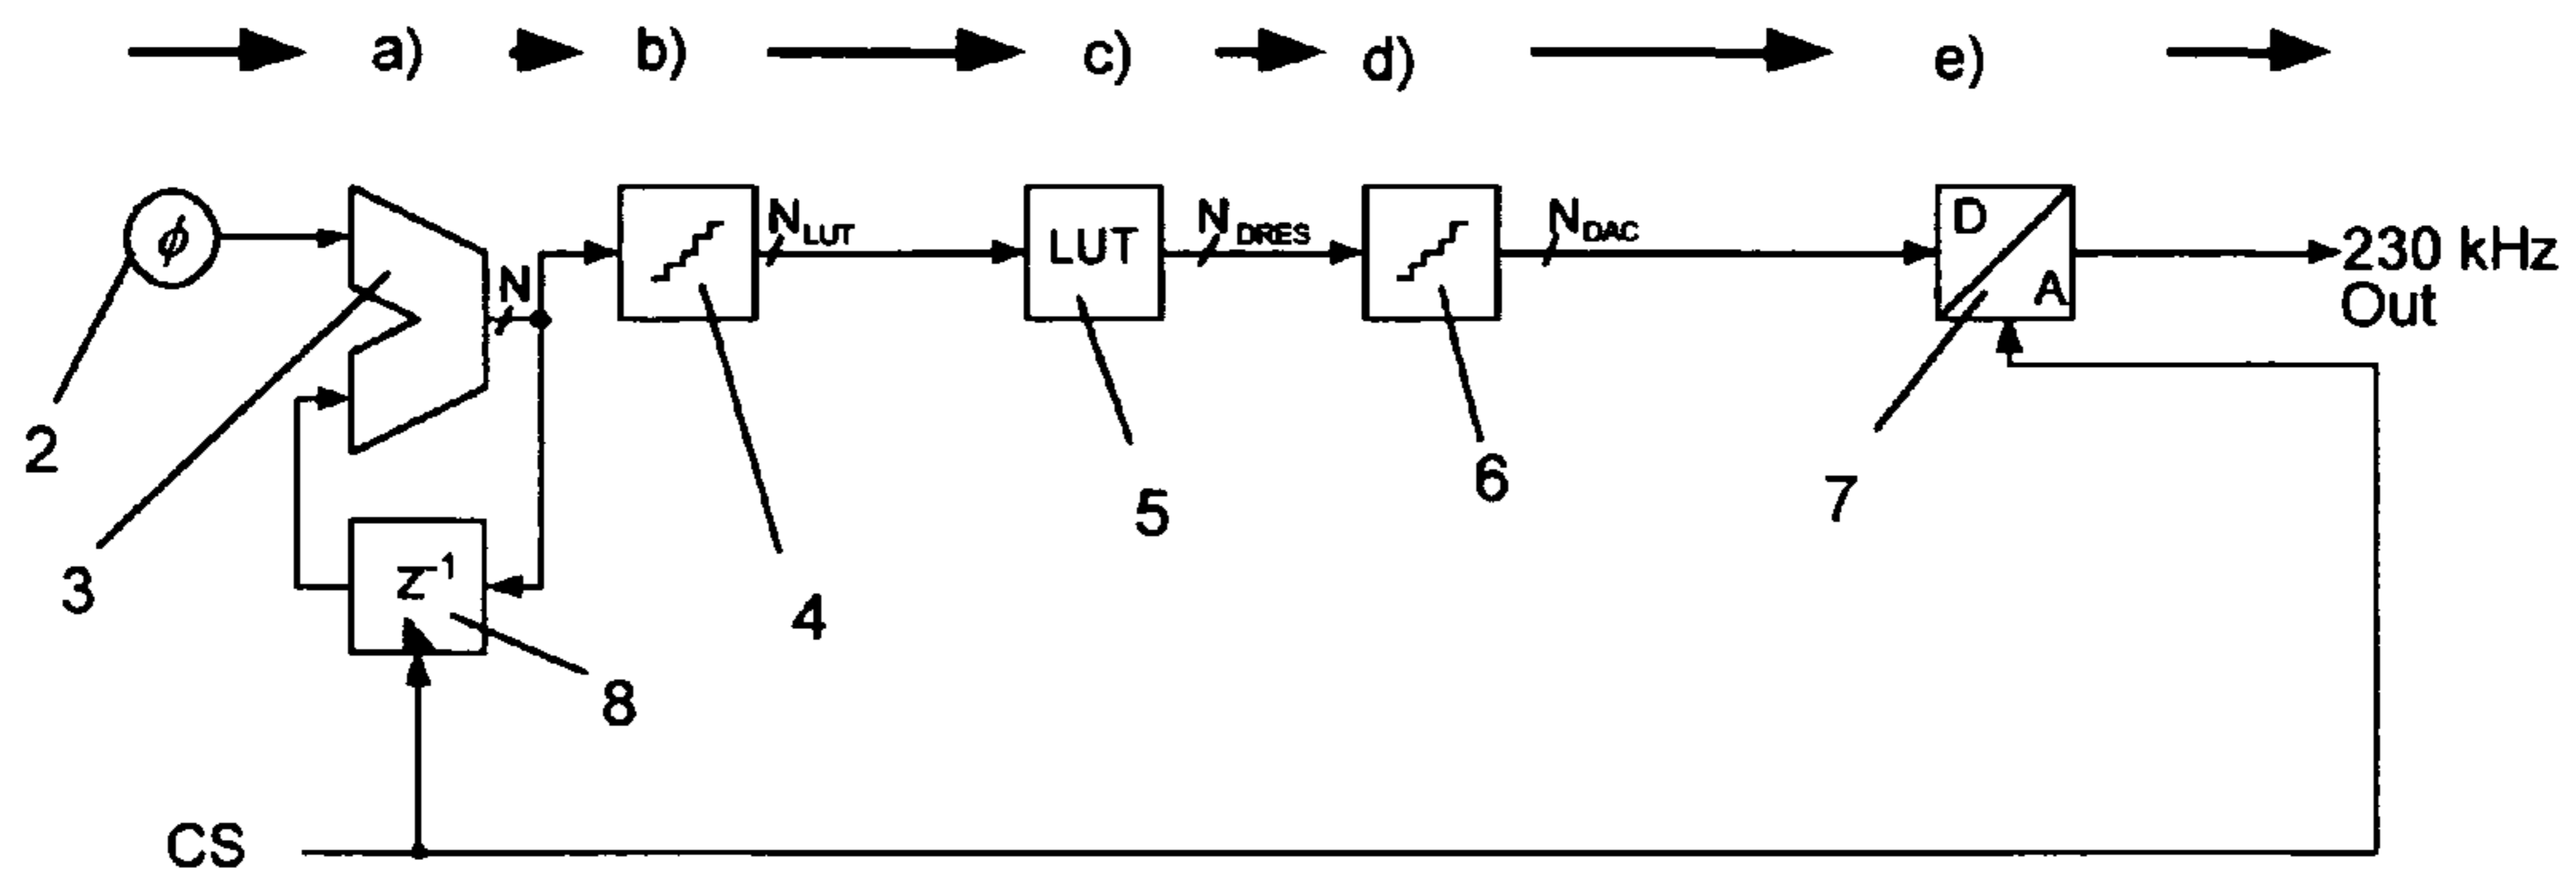 a) b) c) d) e)
ϕ
N
N_LUT
LUT
N_DRES
N_DAC
D
A
230 kHz
Out
2
3
z⁻¹
8
4
5
6
7
CS